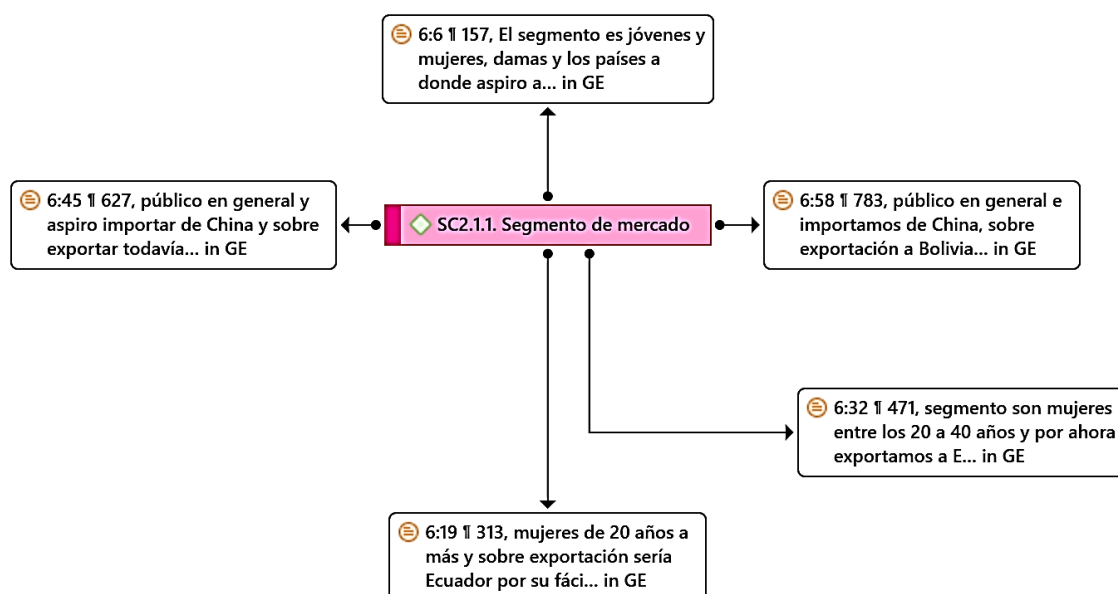 6:6 ¶ 157, El segmento es jóvenes y
mujeres, damas y los países a
donde aspiro a... in GE
6:45 ¶ 627, público en general y
aspiro importar de China y sobre
exportar todavía... in GE
SC2.1.1. Segmento de mercado
6:58 ¶ 783, público en general e
importamos de China, sobre
exportación a Bolivia... in GE
6:32 ¶ 471, segmento son mujeres
entre los 20 a 40 años y por ahora
exportamos a E... in GE
6:19 ¶ 313, mujeres de 20 años a
más y sobre exportación sería
Ecuador por su fáci... in GE